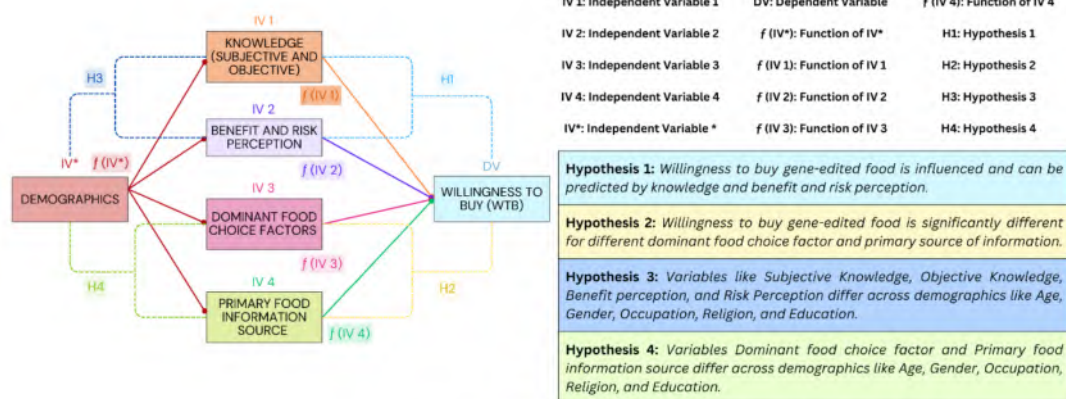 IV 1
KNOWLEDGE
(SUBJECTIVE AND
OBJECTIVE)
H3
H1
f (IV 1)
IV 2
BENEFIT AND RISK
PERCEPTION
IV*
f (IV*)
f (IV 2)
DV
DEMOGRAPHICS
IV 3
WILLINGNESS TO
BUY (WTB)
DOMINANT FOOD
CHOICE FACTORS
f (IV 3)
H4
IV 4
H2
PRIMARY FOOD
INFORMATION
SOURCE
f (IV 4)
IV 1: Independent Variable 1 DV: Dependent Variable f (IV 4): Function of IV 4
IV 2: Independent Variable 2 f (IV*): Function of IV* H1: Hypothesis 1
IV 3: Independent Variable 3 f (IV 1): Function of IV 1 H2: Hypothesis 2
IV 4: Independent Variable 4 f (IV 2): Function of IV 2 H3: Hypothesis 3
IV*: Independent Variable * f (IV 3): Function of IV 3 H4: Hypothesis 4
Hypothesis 1: Willingness to buy gene-edited food is influenced and can be
predicted by knowledge and benefit and risk perception.
Hypothesis 2: Willingness to buy gene-edited food is significantly different
for different dominant food choice factor and primary source of information.
Hypothesis 3: Variables like Subjective Knowledge, Objective Knowledge,
Benefit perception, and Risk Perception differ across demographics like Age,
Gender, Occupation, Religion, and Education.
Hypothesis 4: Variables Dominant food choice factor and Primary food
information source differ across demographics like Age, Gender, Occupation,
Religion, and Education.